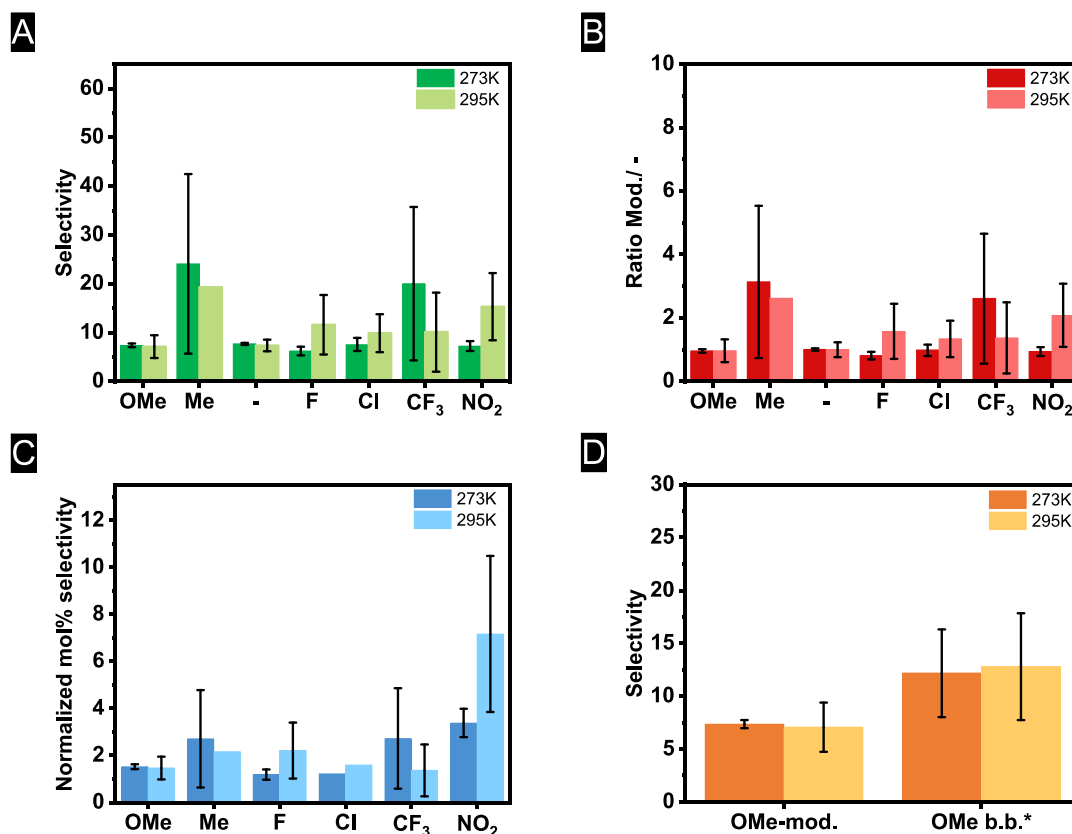 A
Selectivity
60
50
40
30
20
10
0
273K
295K
OMe Me - F Cl CF₃ NO₂
B
Ratio Mod./ -
10
8
6
4
2
0
273K
295K
OMe Me - F Cl CF₃ NO₂
C
Normalized mol% selectivity
12
10
8
6
4
2
0
273K
295K
OMe Me F Cl CF₃ NO₂
D
Selectivity
30
25
20
15
10
5
0
273K
295K
OMe-mod. OMe b.b.*